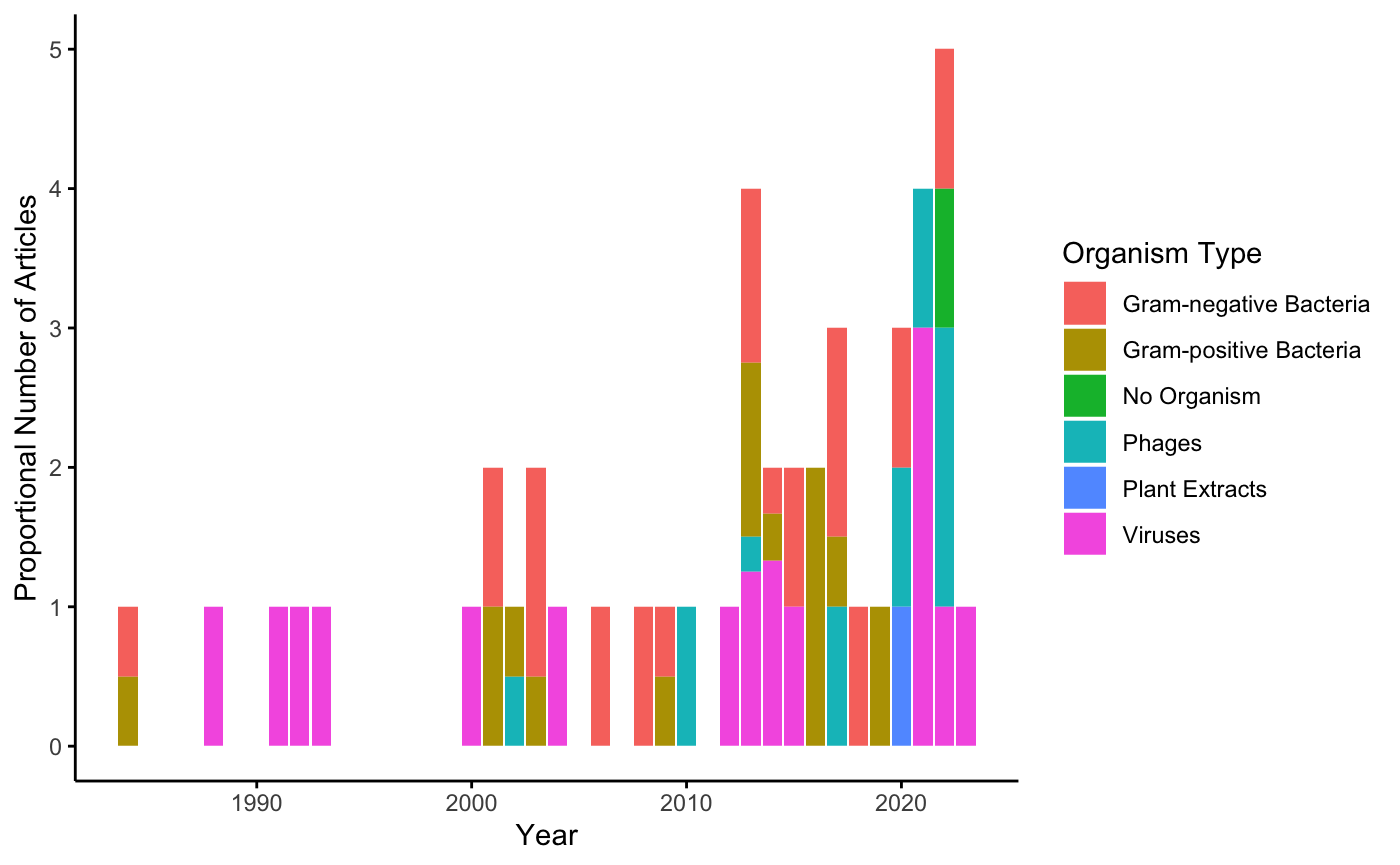 Proportional Number of Articles
5
4
3
2
1
0
1990
2000
2010
2020
Year
Organism Type
Gram-negative Bacteria
Gram-positive Bacteria
No Organism
Phages
Plant Extracts
Viruses